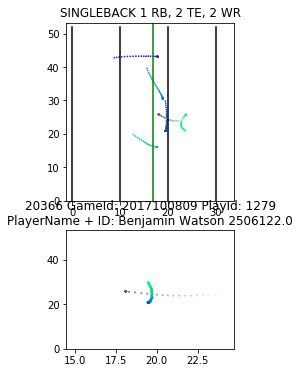 SINGLEBACK 1 RB, 2 TE, 2 WR
50
40
30
20
10
0
0 10 20 30
20366 GameId: 2017100809 PlayId: 1279
PlayerName + ID: Benjamin Watson 2506122.0
40
20
0
15.0 17.5 20.0 22.5